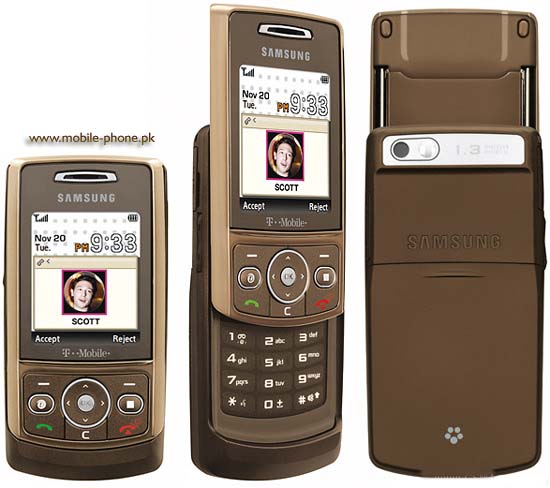 www.mobile-phone.pk
SAMSUNG
Nov 20
Tue.
PM 9:33
SCOTT
Accept Reject
T-Mobile
OK
C
SAMSUNG
Nov 20
Tue.
PM 9:33
SCOTT
Accept Reject
T-Mobile
OK
C
1 2 abc 3 def
4 ghi 5 jkl 6 mno
7 pqrs 8 tuv 9 wxyz
* 0 ± #
1.3
SAMSUNG